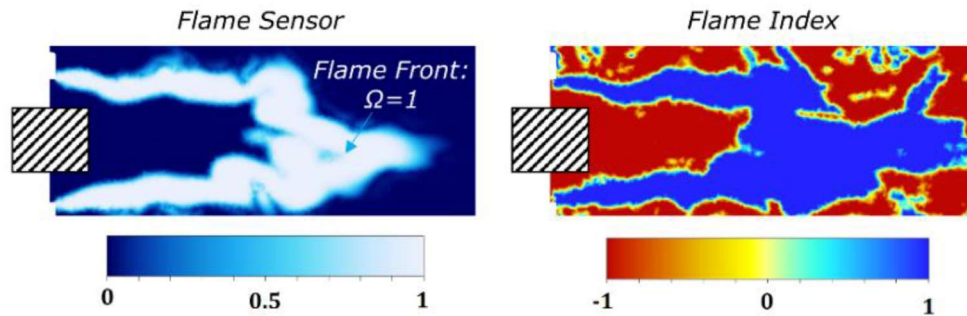 Flame Sensor
Flame Index
Flame Front:
Ω=1
0
0.5
1
-1
0
1